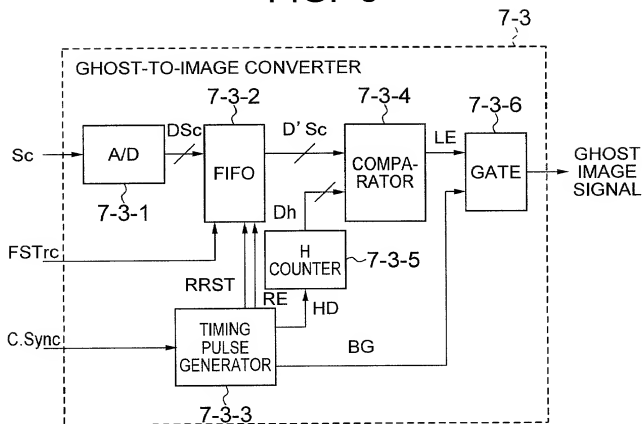 7-3
GHOST-TO-IMAGE CONVERTER
7-3-2
7-3-4
7-3-6
Sc
A/D
DSc
FIFO
D' Sc
COMPA-
RATOR
LE
GATE
GHOST
IMAGE
SIGNAL
7-3-1
Dh
FSTrc
H
COUNTER
7-3-5
RRST
RE
HD
C.Sync
TIMING
PULSE
GENERATOR
BG
7-3-3